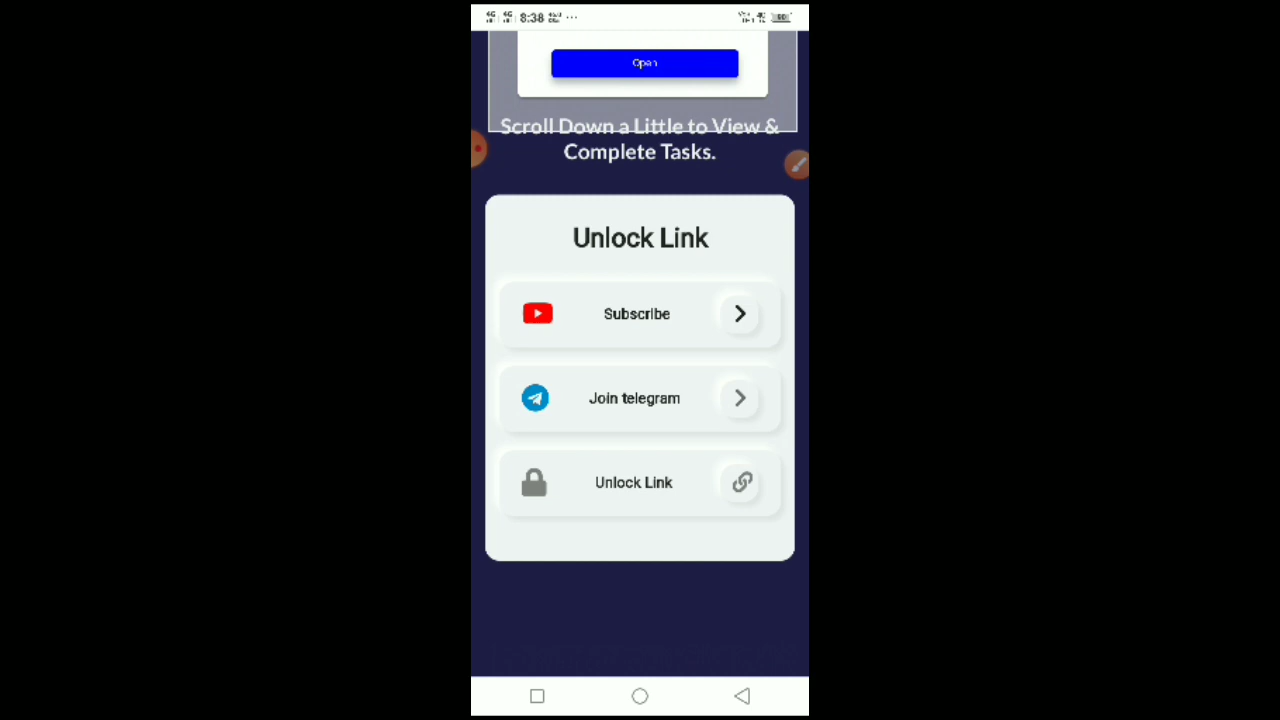 8:38
Open
Scroll Down a Little to View &
Complete Tasks.
Unlock Link
Subscribe
Join telegram
Unlock Link